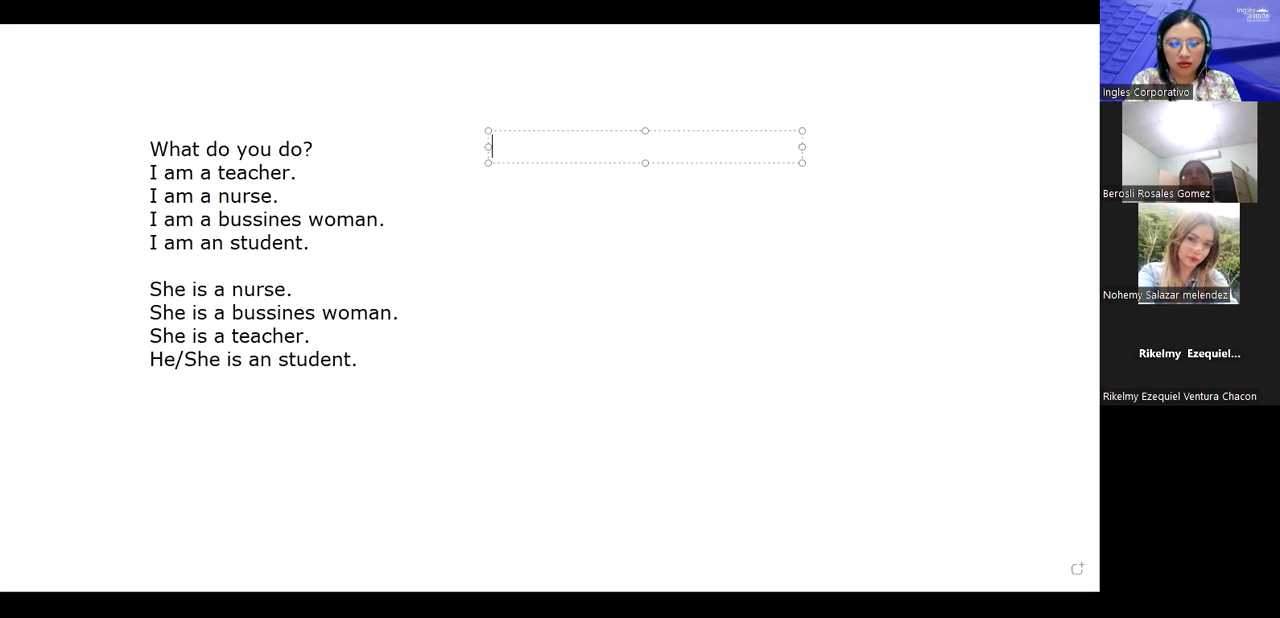 What do you do?
I am a teacher.
I am a nurse.
I am a bussines woman.
I am an student.
She is a nurse.
She is a bussines woman.
She is a teacher.
He/She is an student.
Ingles Corporativo
Berosli Rosales Gomez
Nohemy Salazar melendez
Rikelmy Ezequiel...
Rikelmy Ezequiel Ventura Chacon